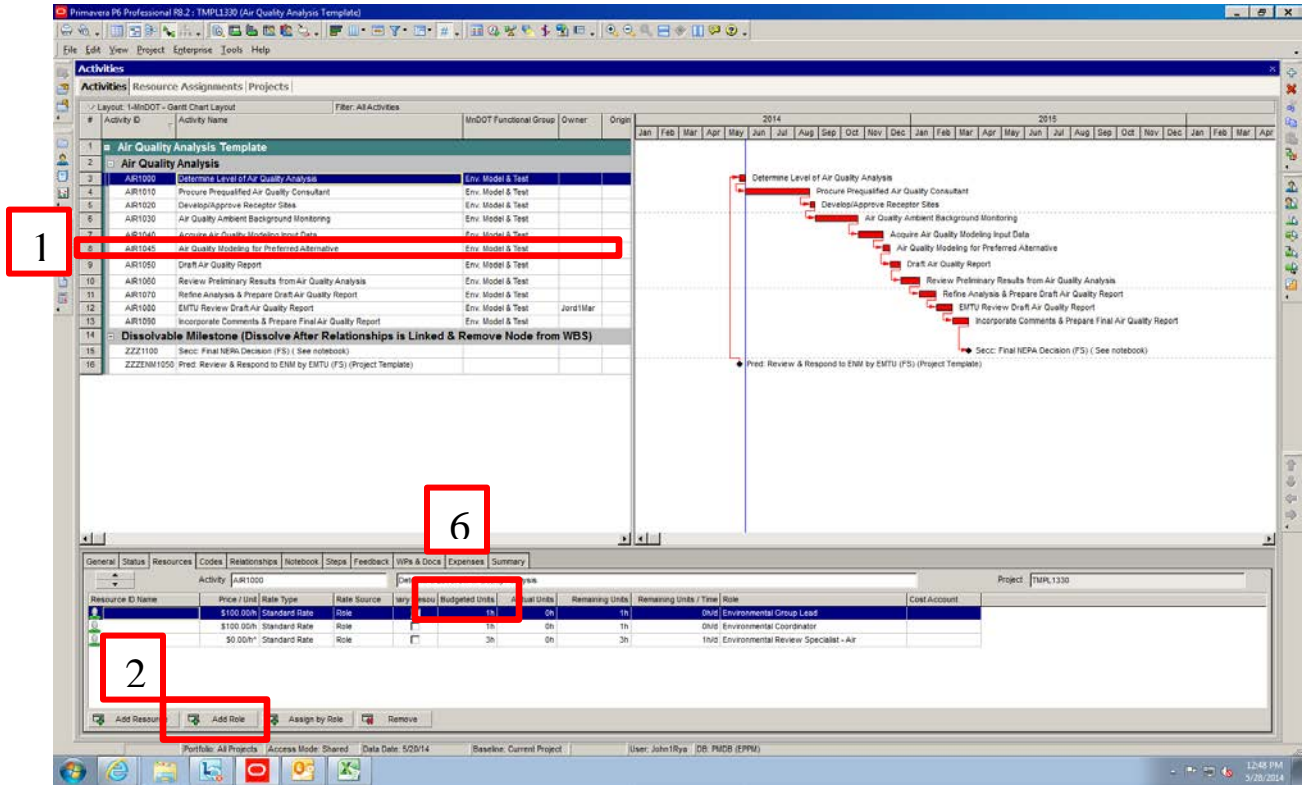 Primavera P6 Professional R8.2 : TMPL1330 (Air Quality Analysis Template)
File Edit View Project Enterprise Tools Help
Activities
Activities Resource Assignments Projects
Layout: 1-MnDOT - Gantt Chart Layout Filter: All Activities
# Activity ID Activity Name MnDOT Functional Group Owner Origin
2014 2015
Jan Feb Mar Apr May Jun Jul Aug Sep Oct Nov Dec Jan Feb Mar Apr May Jun Jul Aug Sep Oct Nov Dec Jan Feb Mar Apr
1 Air Quality Analysis Template
2 Air Quality Analysis
3 AIR1000 Determine Level of Air Quality Analysis Env. Model & Test Determine Level of Air Quality Analysis
4 AIR1010 Procure Prequalified Air Quality Consultant Env. Model & Test Procure Prequalified Air Quality Consultant
5 AIR1020 Develop/Approve Receptor Sites Env. Model & Test Develop/Approve Receptor Sites
6 AIR1030 Air Quality Ambient Background Monitoring Env. Model & Test Air Quality Ambient Background Monitoring
7 AIR1040 Acquire Air Quality Modeling Input Data Env. Model & Test Acquire Air Quality Modeling Input Data
1
8 AIR1045 Air Quality Modeling for Preferred Alternative Env. Model & Test Air Quality Modeling for Preferred Alternative
9 AIR1050 Draft Air Quality Report Env. Model & Test Draft Air Quality Report
10 AIR1060 Review Preliminary Results from Air Quality Analysis Env. Model & Test Review Preliminary Results from Air Quality Analysis
11 AIR1070 Refine Analysis & Prepare Draft Air Quality Report Env. Model & Test Refine Analysis & Prepare Draft Air Quality Report
12 AIR1080 EMTU Review Draft Air Quality Report Env. Model & Test Jord1Mar EMTU Review Draft Air Quality Report
13 AIR1090 Incorporate Comments & Prepare Final Air Quality Report Env. Model & Test Incorporate Comments & Prepare Final Air Quality Report
14 Dissolvable Milestone (Dissolve After Relationships is Linked & Remove Node from WBS)
15 ZZZ1100 Secc: Final NEPA Decision (FS) ( See notebook) Secc: Final NEPA Decision (FS) ( See notebook)
16 ZZZENM1050 Pred: Review & Respond to ENM by EMTU (FS) (Project Template) Pred: Review & Respond to ENM by EMTU (FS) (Project Template)
6
General Status Resources Codes Relationships Notebook Steps Feedback WPs & Docs Expenses Summary
Activity AIR1000 Project TMPL1330
Resource ID Name Price / Unit Rate Type Rate Source Budgeted Units Actual Units Remaining Units Remaining Units / Time Role Cost Account
$100.00/h Standard Rate Role 1h 0h 1h 0h/d Environmental Group Lead
$100.00/h Standard Rate Role 1h 0h 1h 0h/d Environmental Coordinator
$0.00/h* Standard Rate Role 3h 0h 3h 1h/d Environmental Review Specialist - Air
2
Add Resource Add Role Assign by Role Remove
Portfolio: All Projects Access Mode: Shared Data Date: 5/20/14 Baseline: Current Project User: John1Rya DB: PMDB (EPPM)
12:48 PM
5/28/2014